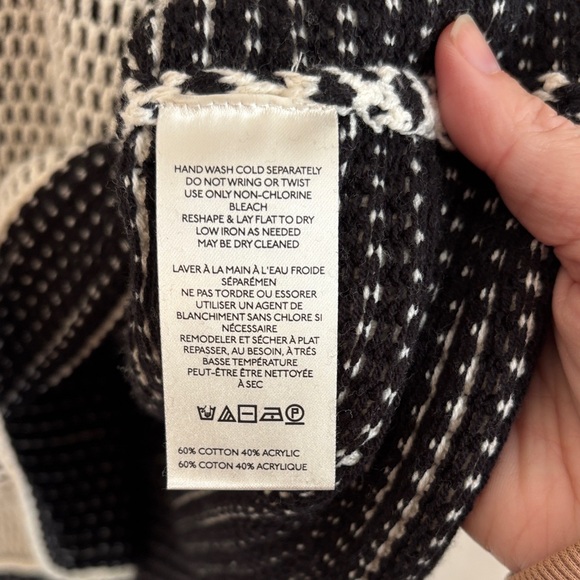 HAND WASH COLD SEPARATELY
DO NOT WRING OR TWIST
USE ONLY NON-CHLORINE
BLEACH
RESHAPE & LAY FLAT TO DRY
LOW IRON AS NEEDED
MAY BE DRY CLEANED
LAVER À LA MAIN À L'EAU FROIDE
SÉPARÉMEN
NE PAS TORDRE OU ESSORER
UTILISER UN AGENT DE
BLANCHIMENT SANS CHLORE SI
NÉCESSAIRE
REMODELER ET SÉCHER À PLAT
REPASSER, AU BESOIN, À TRÉS
BASSE TEMPÉRATURE
PEUT-ÊTRE ÊTRE NETTOYÉE
À SEC
P
60% COTTON 40% ACRYLIC
60% COTON 40% ACRYLIQUE